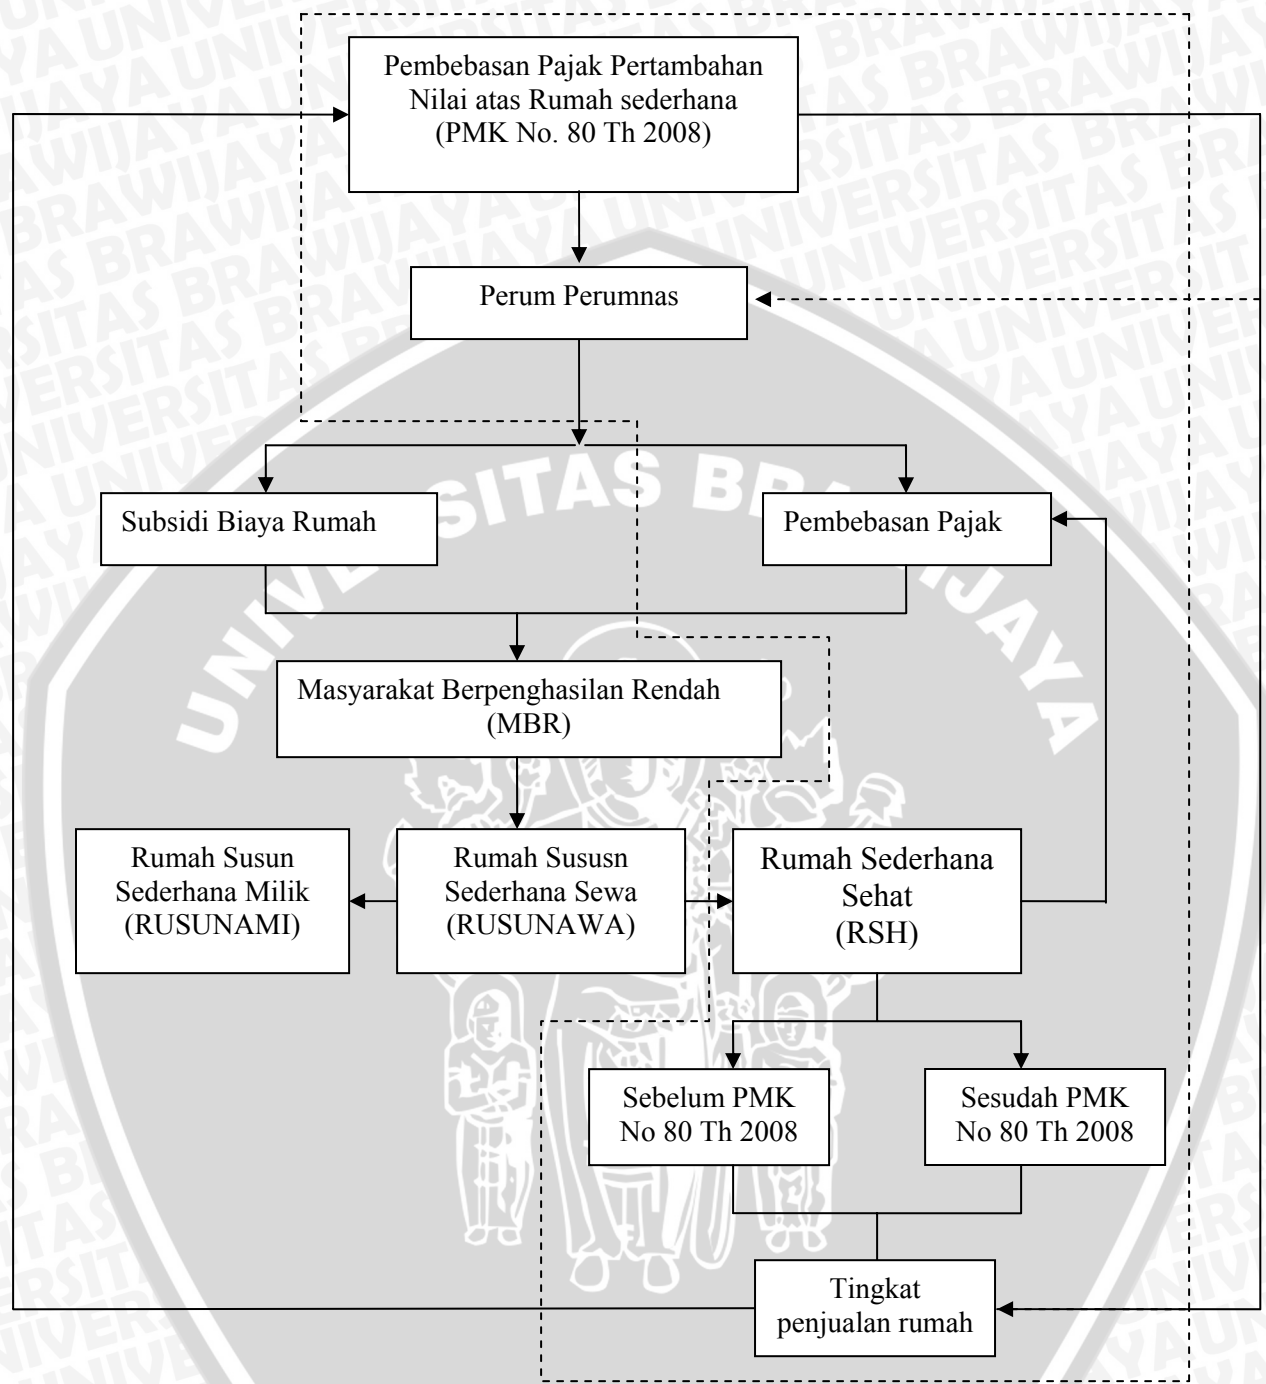 Pembebasan Pajak Pertambahan
Nilai atas Rumah sederhana
(PMK No. 80 Th 2008)
Perum Perumnas
Subsidi Biaya Rumah
Pembebasan Pajak
UNIVERSITAS BRAWIJAYA
Masyarakat Berpenghasilan Rendah
(MBR)
Rumah Susun
Sederhana Milik
(RUSUNAMI)
Rumah Sususn
Sederhana Sewa
(RUSUNAWA)
Rumah Sederhana
Sehat
(RSH)
Sebelum PMK
No 80 Th 2008
Sesudah PMK
No 80 Th 2008
Tingkat
penjualan rumah